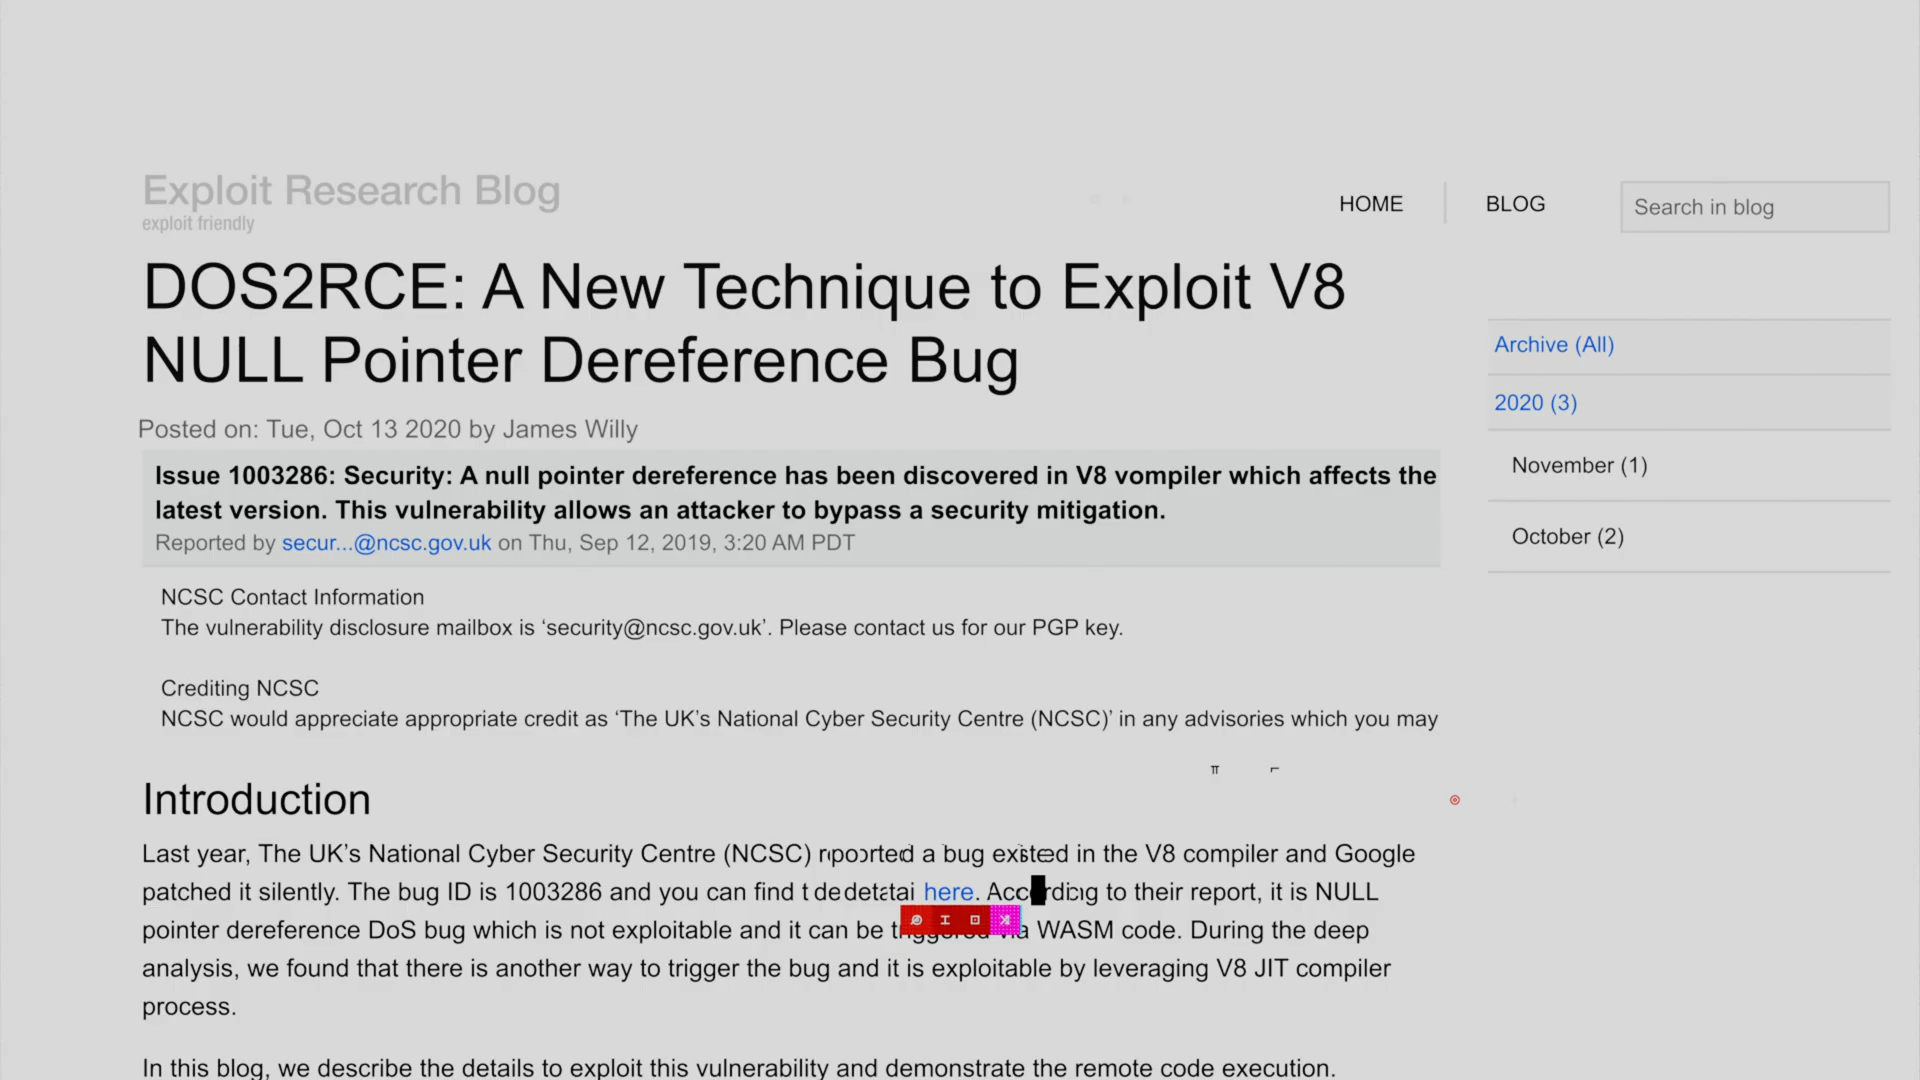 Exploit Research Blog
exploit friendly
HOME
BLOG
Search in blog
DOS2RCE: A New Technique to Exploit V8
NULL Pointer Dereference Bug
Posted on: Tue, Oct 13 2020 by James Willy
Issue 1003286: Security: A null pointer dereference has been discovered in V8 vompiler which affects the
latest version. This vulnerability allows an attacker to bypass a security mitigation.
Reported by secur...@ncsc.gov.uk on Thu, Sep 12, 2019, 3:20 AM PDT
NCSC Contact Information
The vulnerability disclosure mailbox is ‘security@ncsc.gov.uk’. Please contact us for our PGP key.
Crediting NCSC
NCSC would appreciate appropriate credit as ‘The UK’s National Cyber Security Centre (NCSC)’ in any advisories which you may
Archive (All)
2020 (3)
November (1)
October (2)
Introduction
Last year, The UK’s National Cyber Security Centre (NCSC) a bug in the V8 compiler and Google
patched it silently. The bug ID is 1003286 and you can find here. to their report, it is NULL
pointer dereference DoS bug which is not exploitable and it can be WASM code. During the deep
analysis, we found that there is another way to trigger the bug and it is exploitable by leveraging V8 JIT compiler
process.
In this blog, we describe the details to exploit this vulnerability and demonstrate the remote code execution.